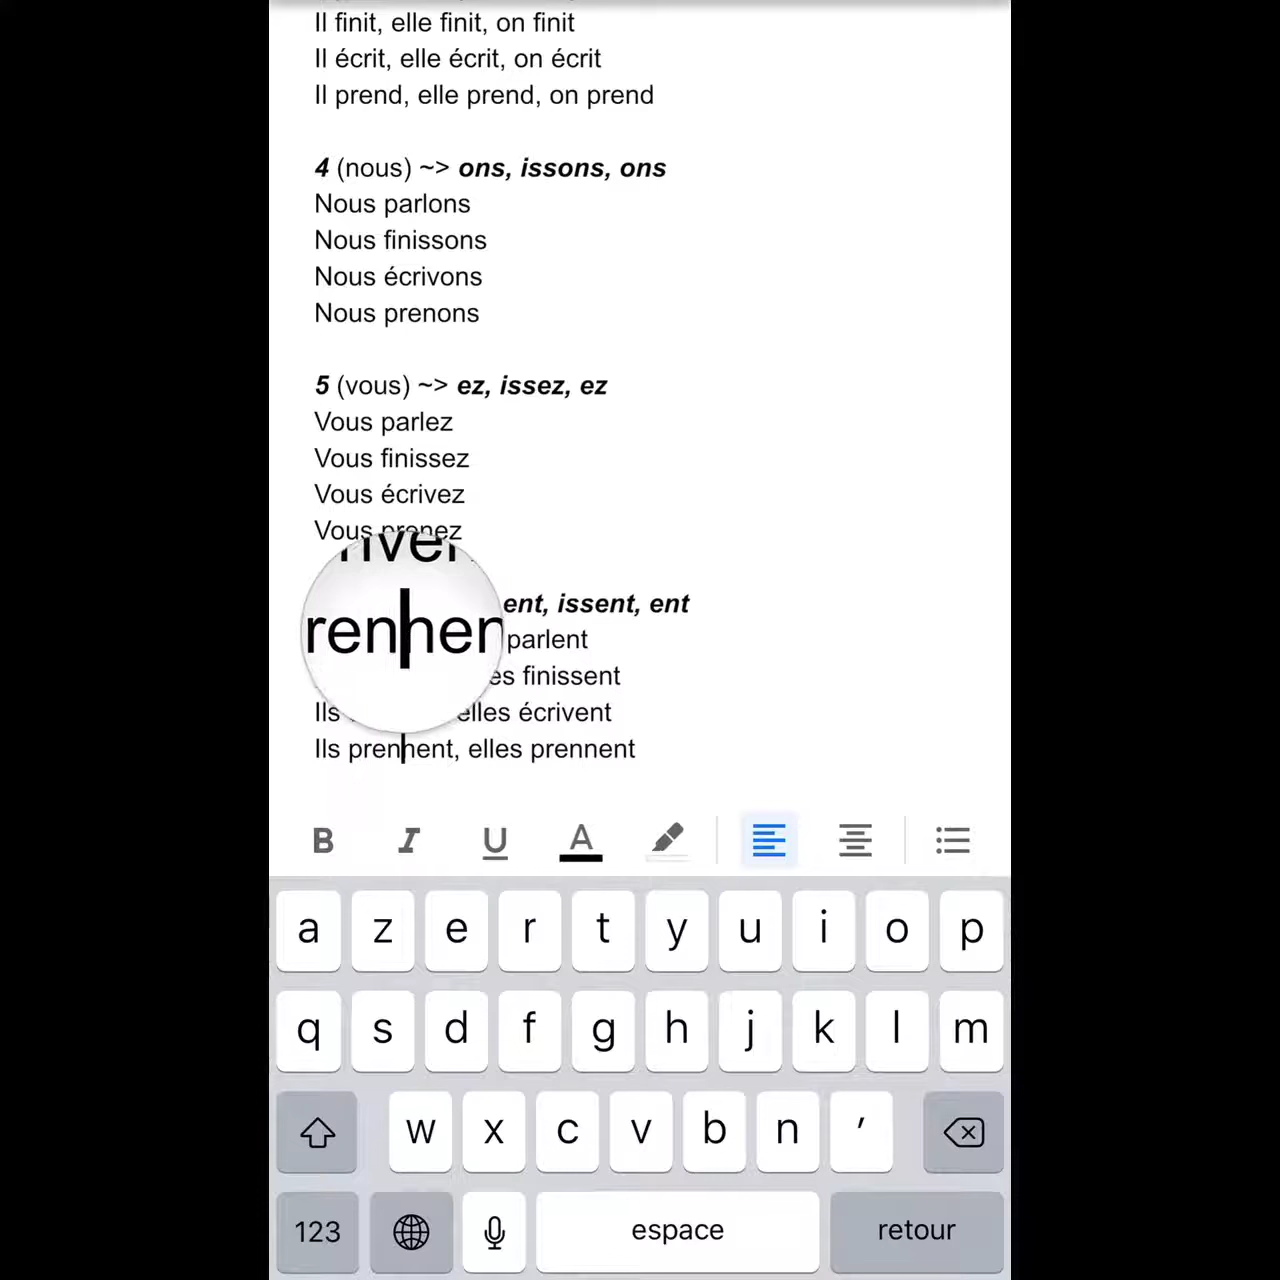 Il finit, elle finit, on finit
Il écrit, elle écrit, on écrit
Il prend, elle prend, on prend
4 (nous) ~> ons, issons, ons
Nous parlons
Nous finissons
Nous écrivons
Nous prenons
5 (vous) ~> ez, issez, ez
Vous parlez
Vous finissez
Vous écrivez
Vous prenez
ent, issent, ent
parlent
es finissent
Ils elles écrivent
Ils prennent, elles prennent
B I U A
a z e r t y u i o p
q s d f g h j k l m
w x c v b n '
123 espace retour